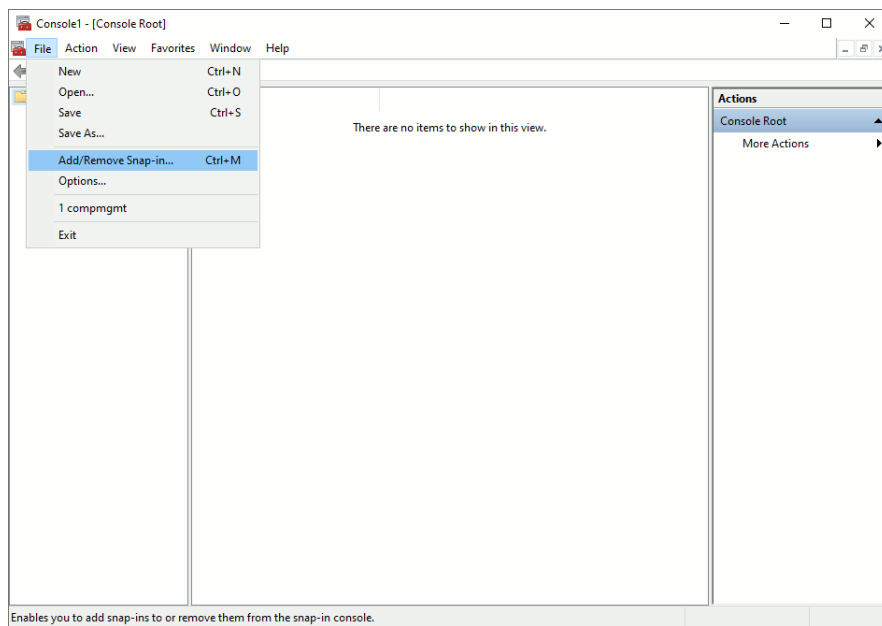 Console1 - [Console Root]
File Action View Favorites Window Help
New Ctrl+N
Open... Ctrl+O
Save Ctrl+S
Save As...
Add/Remove Snap-in... Ctrl+M
Options...
1 compmgmt
Exit
There are no items to show in this view.
Actions
Console Root
More Actions
Enables you to add snap-ins to or remove them from the snap-in console.